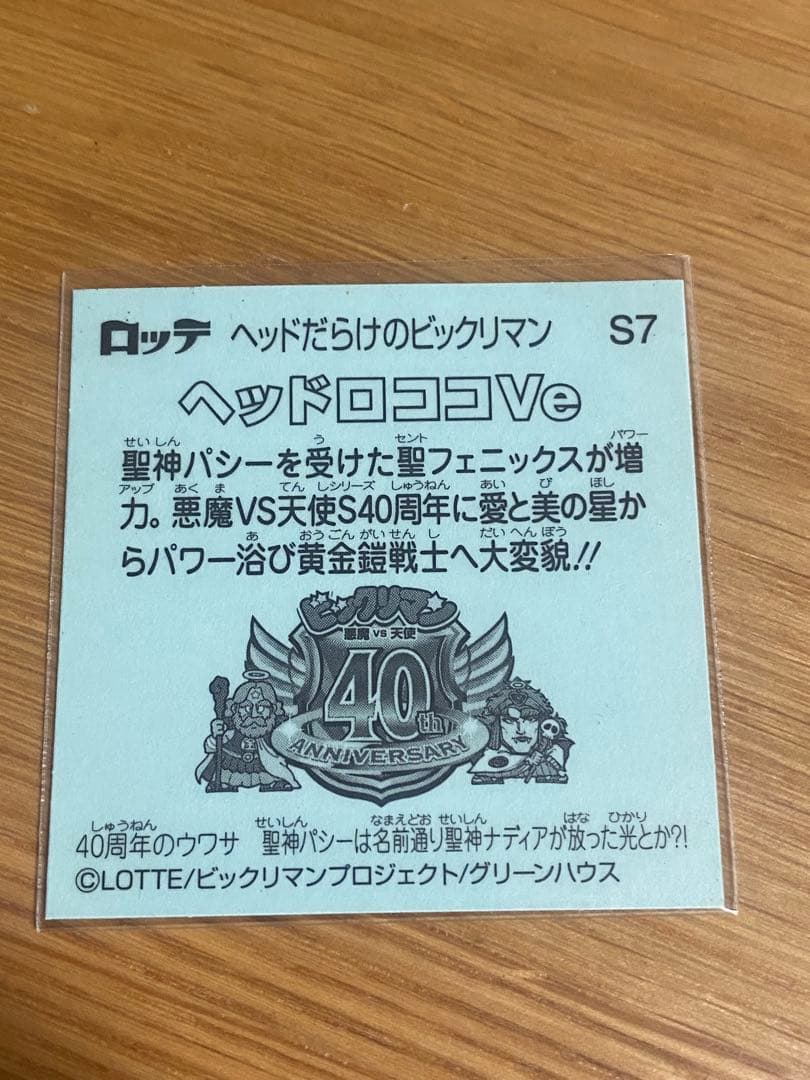 ロッテ ヘッドだらけのビックリマン S7
ヘッドロココVe
聖神パシーを受けた聖フェニックスが増
力。悪魔VS天使S40周年に愛と美の星か
らパワー浴び黄金鎧戦士へ大変貌!!
ビックリマン
悪魔 VS 天使
40th
ANNIVERSARY
40周年のウワサ 聖神パシーは名前通り聖神ナディアが放った光とか?!
©LOTTE/ビックリマンプロジェクト/グリーンハウス